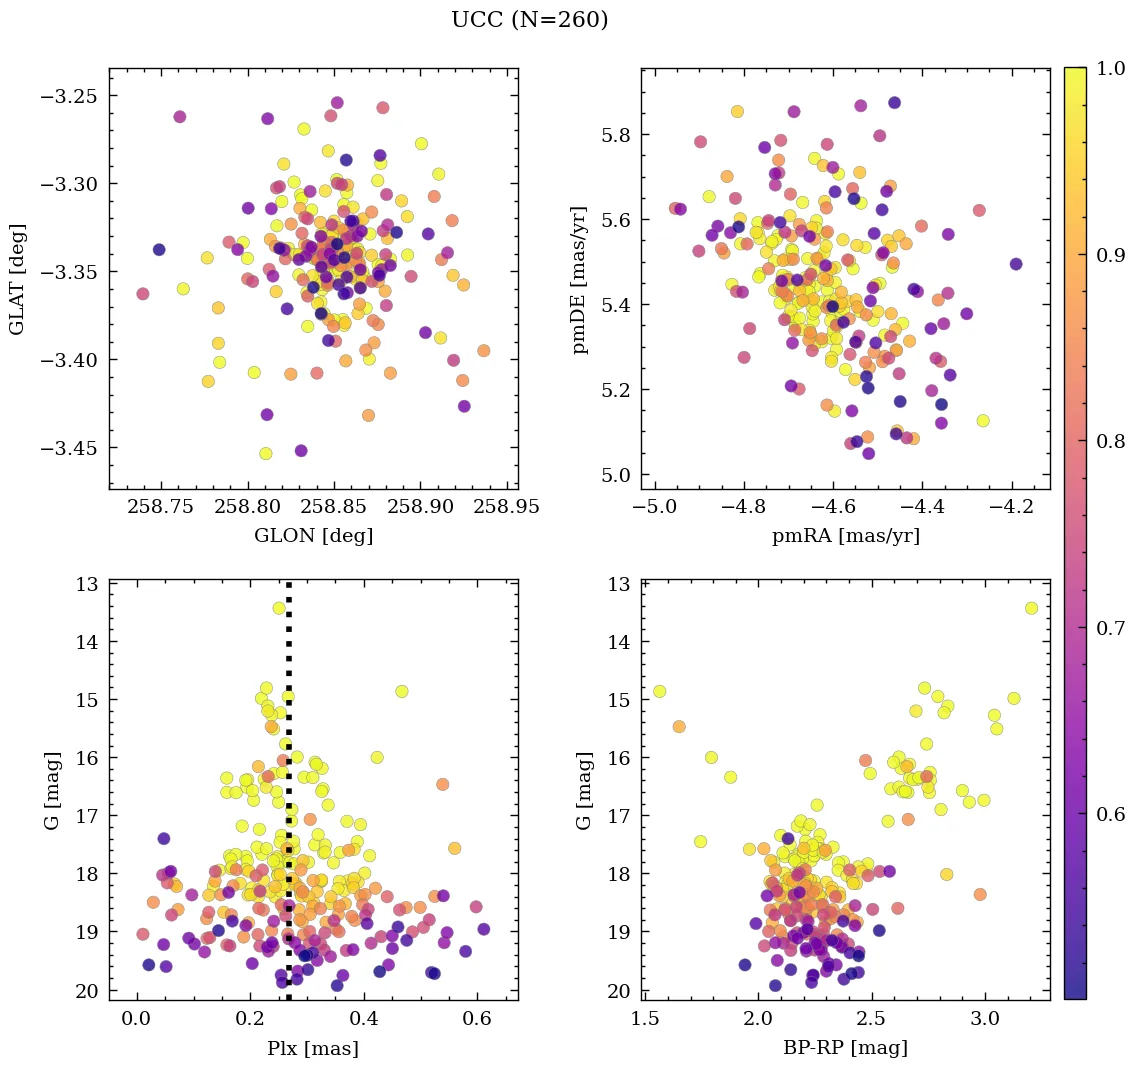 UCC (N=260)
−3.25
−3.30
−3.35
−3.40
−3.45
GLAT [deg]
258.75 258.80 258.85 258.90 258.95
GLON [deg]
5.8
5.6
5.4
5.2
5.0
pmDE [mas/yr]
−5.0 −4.8 −4.6 −4.4 −4.2
pmRA [mas/yr]
1.0
0.9
0.8
0.7
0.6
13
14
15
16
17
18
19
20
G [mag]
0.0 0.2 0.4 0.6
Plx [mas]
13
14
15
16
17
18
19
20
G [mag]
1.5 2.0 2.5 3.0
BP-RP [mag]